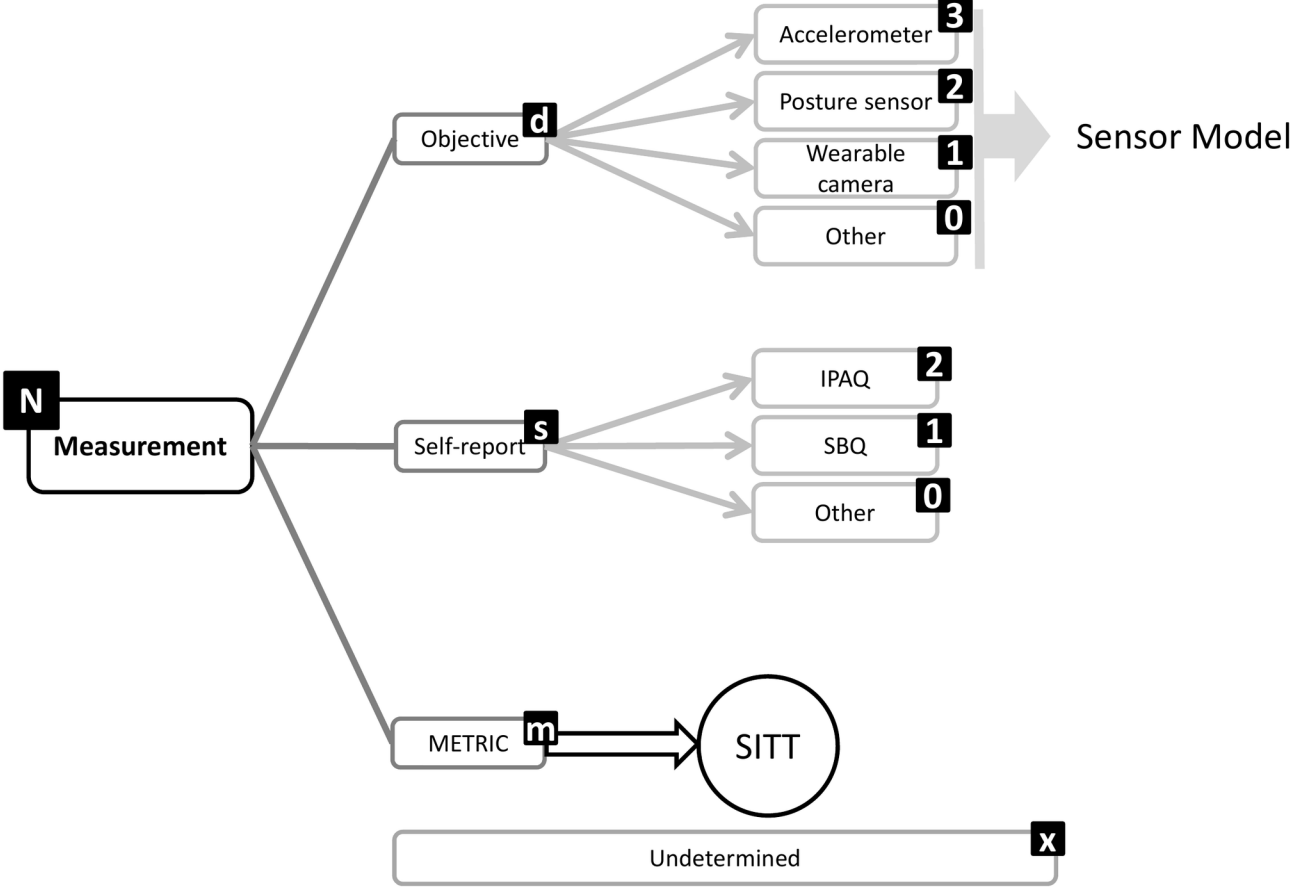 N
Measurement
d
Objective
3
Accelerometer
2
Posture sensor
1
Wearable
camera
0
Other
Sensor Model
s
Self-report
2
IPAQ
1
SBQ
0
Other
m
METRIC
SITT
x
Undetermined